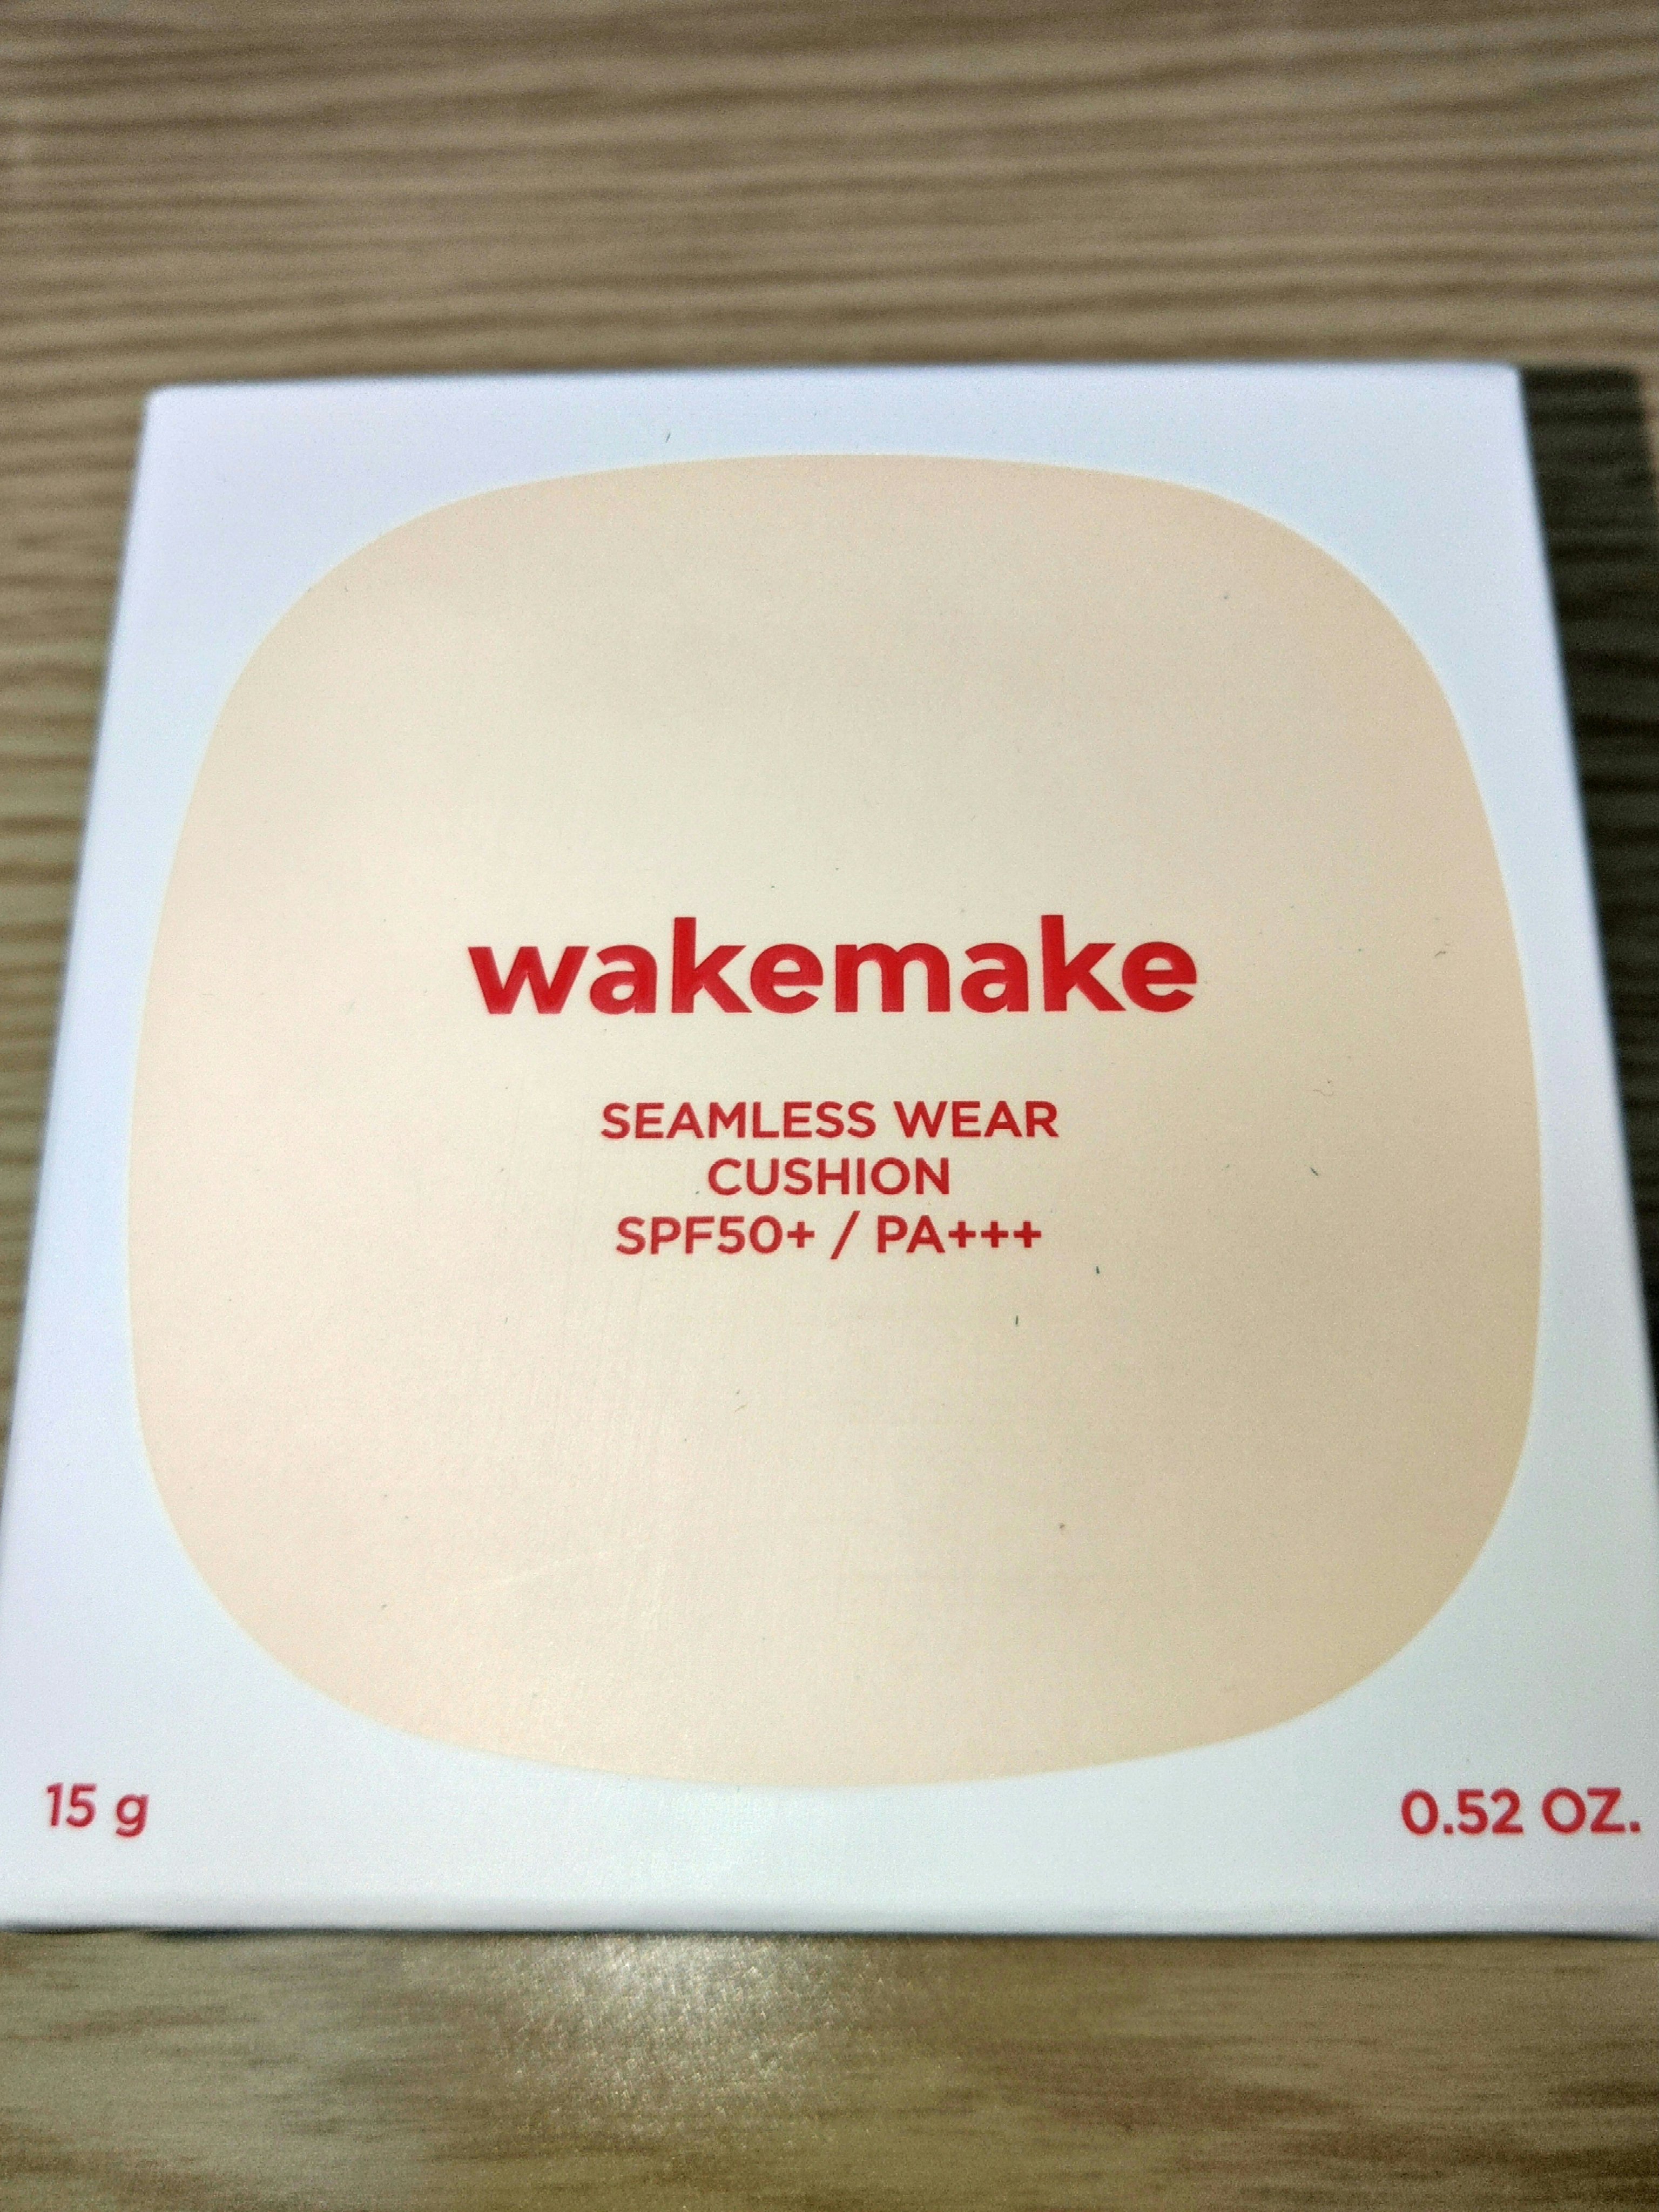 wakemake
SEAMLESS WEAR
CUSHION
SPF50+ / PA+++
15 g
0.52 OZ.